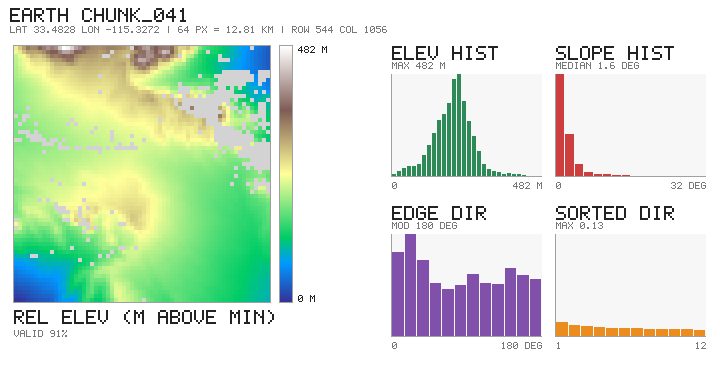 EARTH CHUNK_041
LAT 33.4828 LON -115.3272 | 64 PX = 12.81 KM | ROW 544 COL 1056
482 M
0 M
REL ELEV (M ABOVE MIN)
VALID 91%
ELEV HIST
MAX 482 M
0 482 M
SLOPE HIST
MEDIAN 1.6 DEG
0 32 DEG
EDGE DIR
MOD 180 DEG
0 180 DEG
SORTED DIR
MAX 0.13
1 12